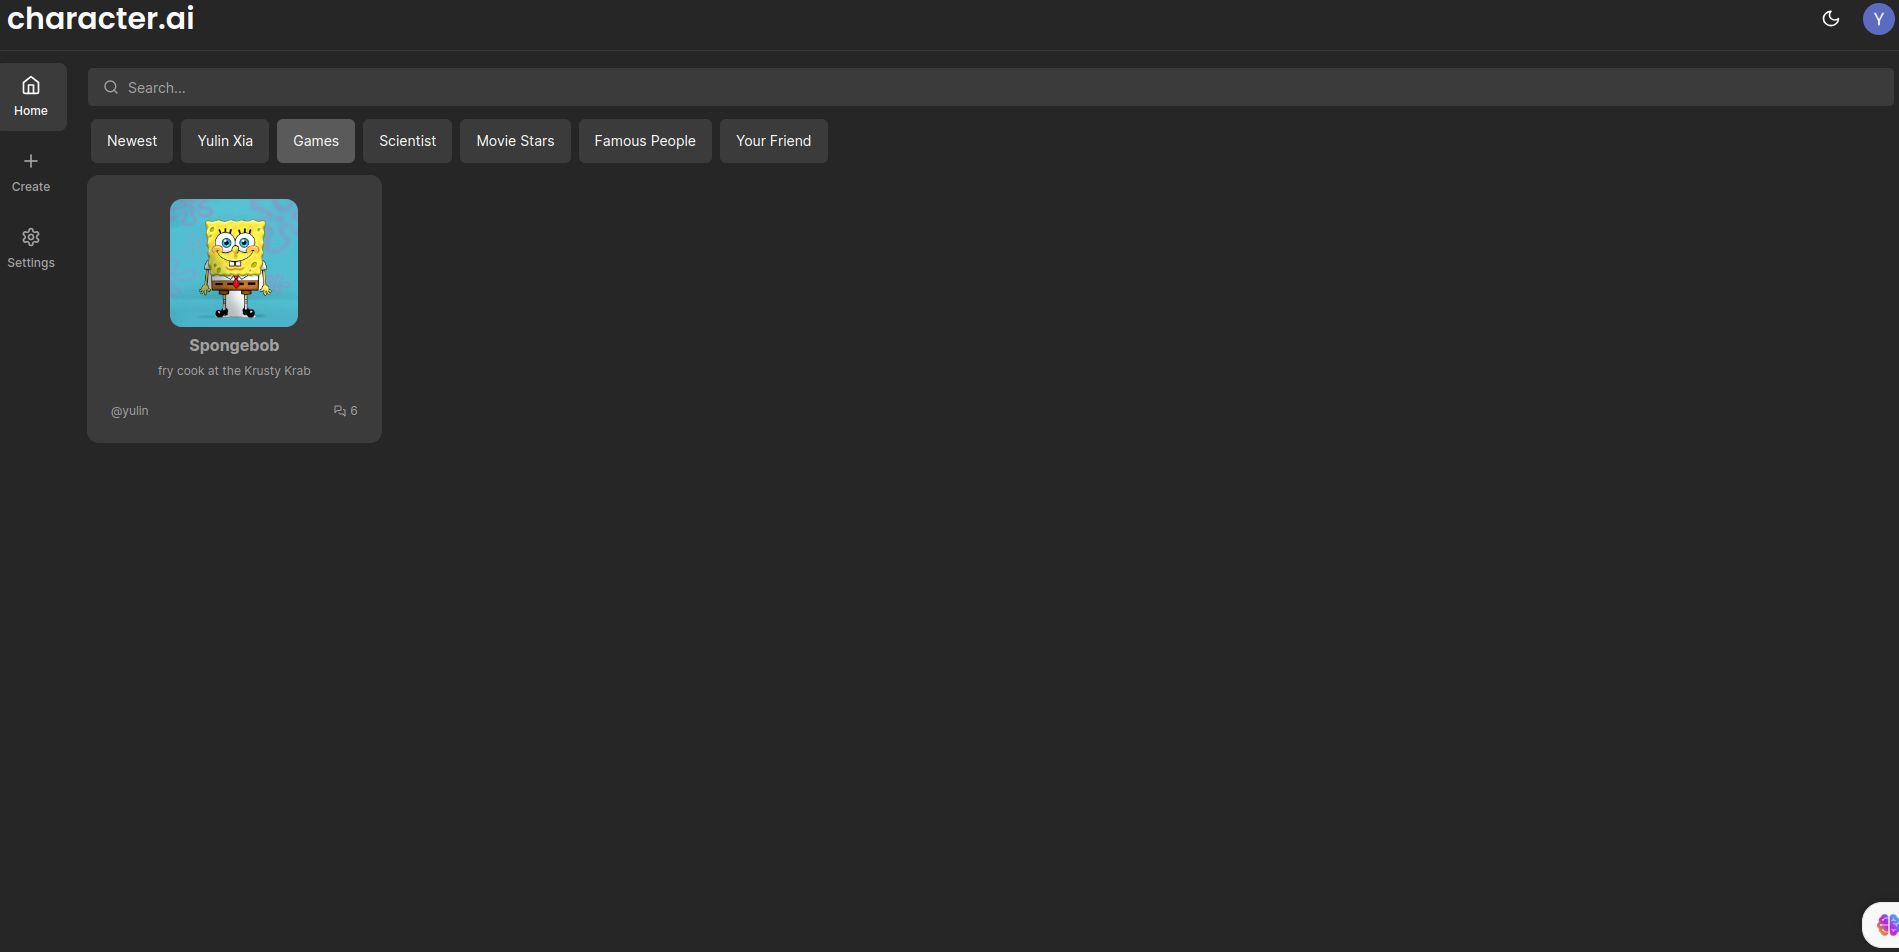 character.ai
Y
Home
Create
Settings
Search...
Newest
Yulin Xia
Games
Scientist
Movie Stars
Famous People
Your Friend
Spongebob
fry cook at the Krusty Krab
@yulin
6